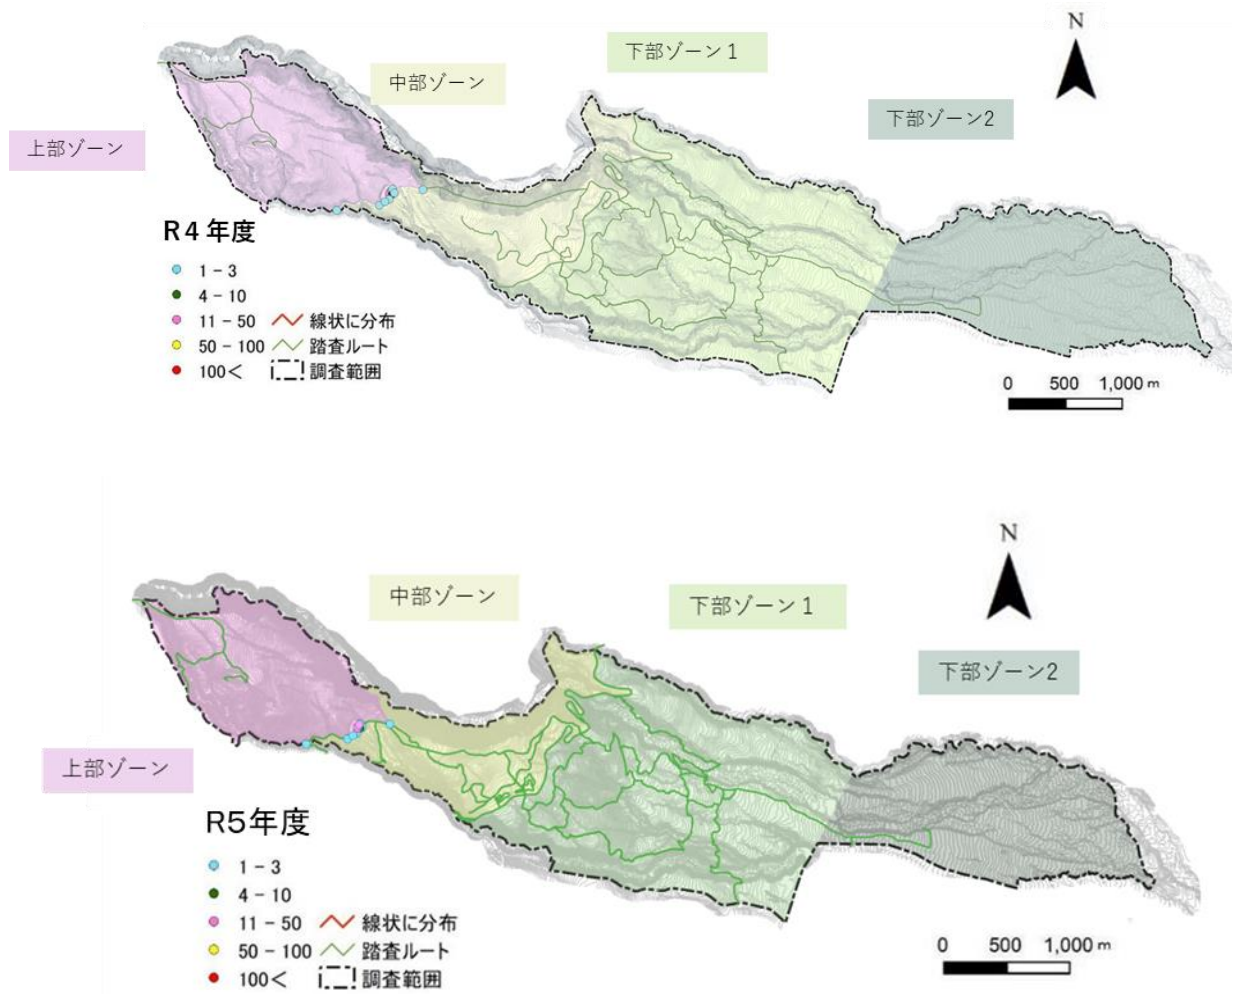 N
下部ゾーン１
中部ゾーン
下部ゾーン2
上部ゾーン
R４年度
1－3
4－10
11－50 線状に分布
50－100 踏査ルート
100＜ 調査範囲
0 500 1,000 m
N
中部ゾーン
下部ゾーン１
下部ゾーン2
上部ゾーン
R5年度
1－3
4－10
11－50 線状に分布
50－100 踏査ルート
100＜ 調査範囲
0 500 1,000 m